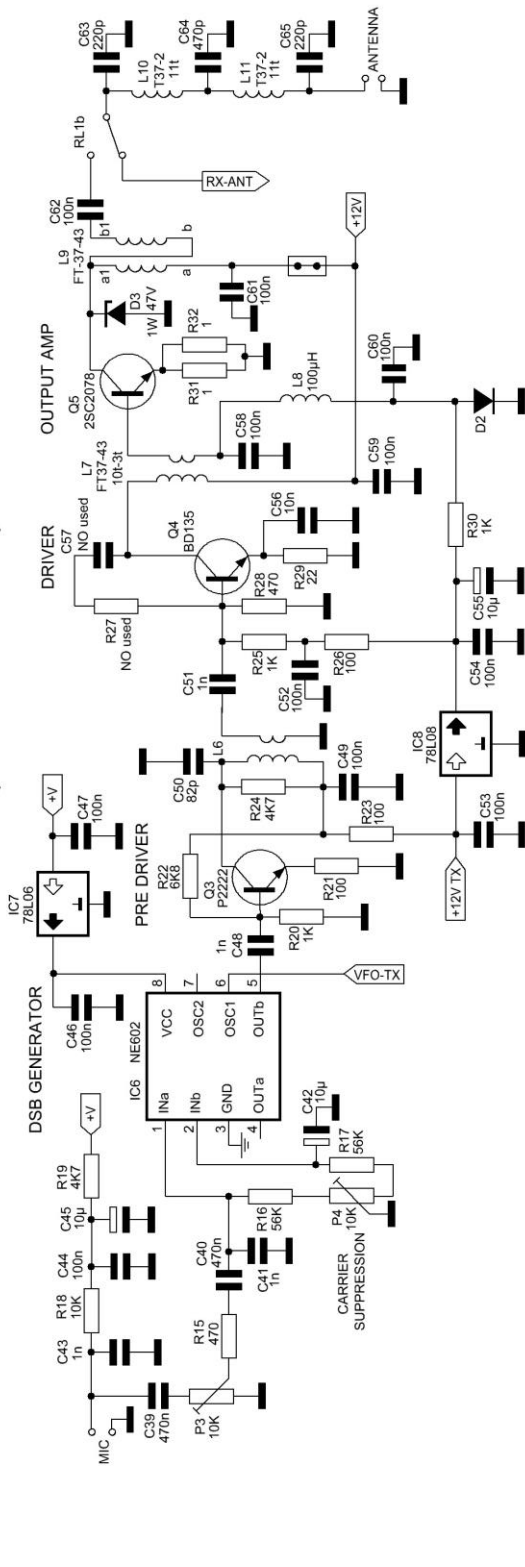 MIC
C43
1n
R18
10K
C44
100n
C45
10µ
R19
4K7
+V
C39
470n
P3
10K
R15
470
C40
470n
C41
1n
R16
56K
P4
10K
R17
56K
C42
10µ
CARRIER
SUPPRESSION
DSB GENERATOR
C46
100n
IC7
78L06
+V
C47
100n
IC6
NE602
1
INa
2
INb
3
GND
4
OUTa
8
VCC
7
OSC2
6
OSC1
5
OUTb
VFO-TX
PRE DRIVER
1n
C48
R20
1K
R22
6K8
Q3
P2222
R21
100
R24
4K7
C50
82p
L6
C49
100n
R23
100
+12V TX
C53
100n
IC8
78L08
C54
100n
C55
10µ
R30
1K
D2
DRIVER
C51
1n
R25
1K
C52
100n
R26
100
R27
NO used
C57
NO used
R28
470
Q4
BD135
R29
22
C56
10n
L7
FT37-43
10t-3t
C59
100n
C58
100n
L8
100µH
C60
100n
OUTPUT AMP
Q5
2SC2078
R31
1
R32
1
D3
1W 47V
L9
FT-37-43
a1
b1
a
b
C61
100n
+12V
C62
100n
RL1b
RX-ANT
C63
220p
L10
T37-2
11t
C64
470p
L11
T37-2
11t
C65
220p
ANTENNA